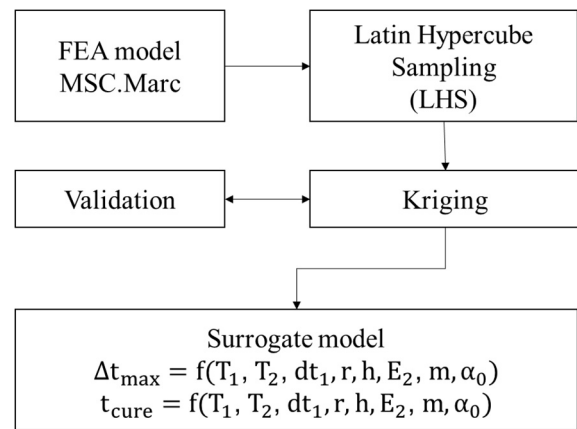 FEA model
MSC.Marc
Latin Hypercube
Sampling
(LHS)
Validation
Kriging
Surrogate model
Δt_max = f(T_1, T_2, dt_1, r, h, E_2, m, α_0)
t_cure = f(T_1, T_2, dt_1, r, h, E_2, m, α_0)